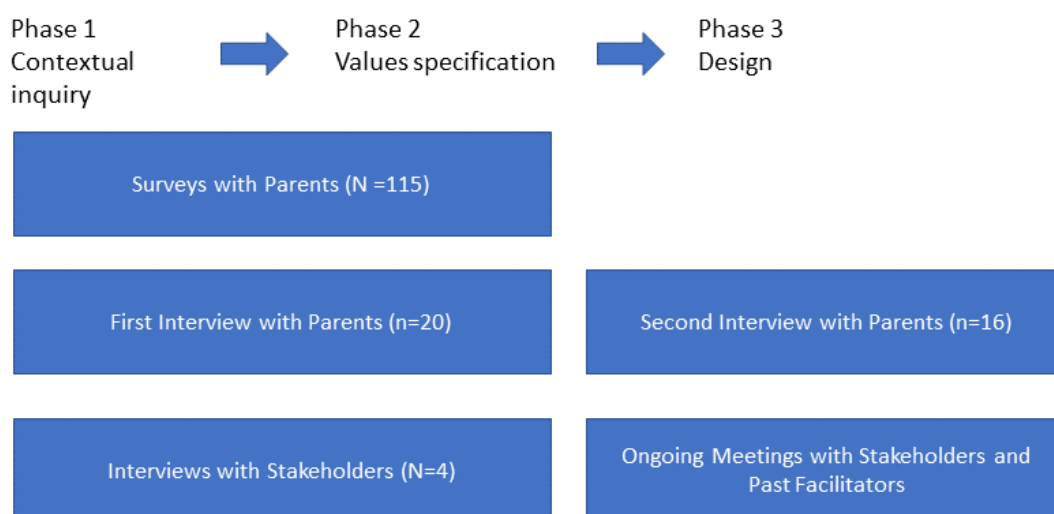 Phase 1
Contextual
inquiry
Phase 2
Values specification
Phase 3
Design
Surveys with Parents (N =115)
First Interview with Parents (n=20)
Second Interview with Parents (n=16)
Interviews with Stakeholders (N=4)
Ongoing Meetings with Stakeholders and
Past Facilitators